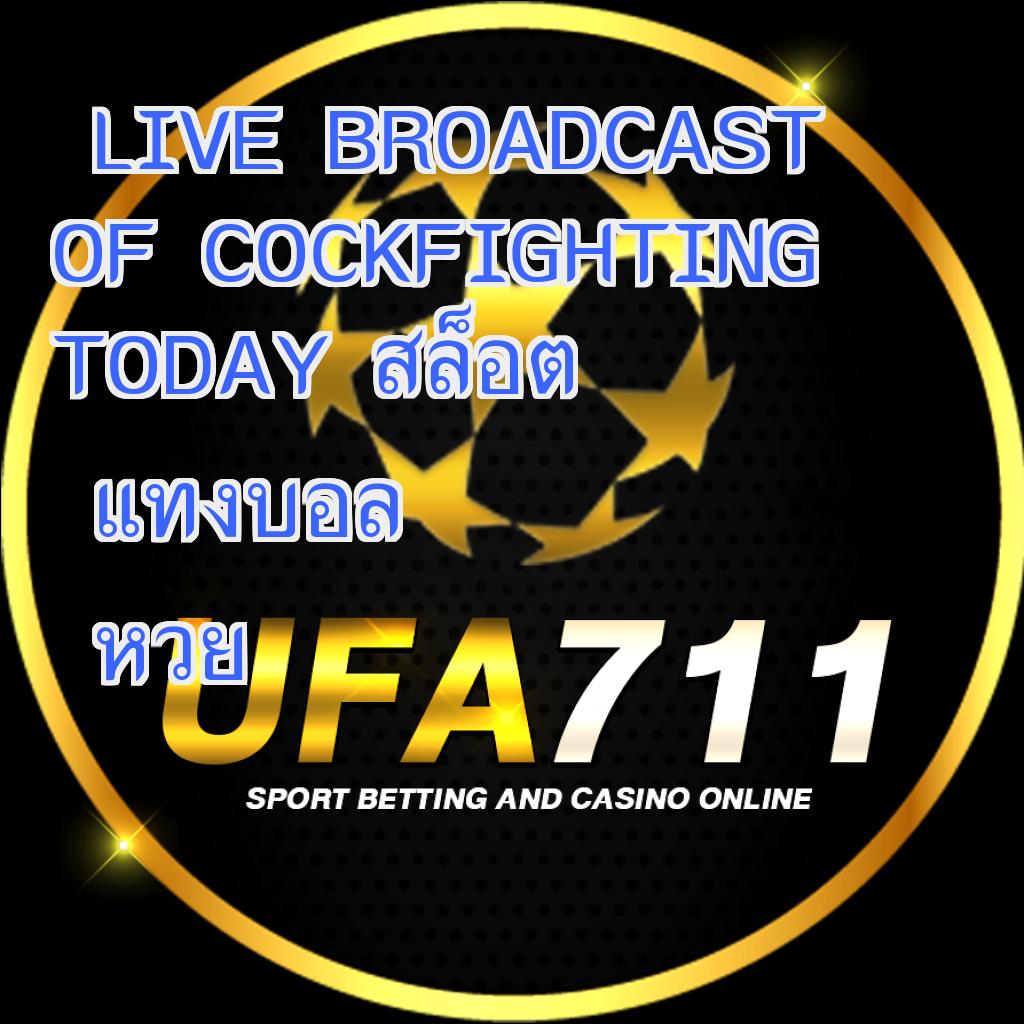 LIVE BROADCAST
OF COCKFIGHTING
TODAY สล็อต
แทงบอล
หวย
UFA711
SPORT BETTING AND CASINO ONLINE